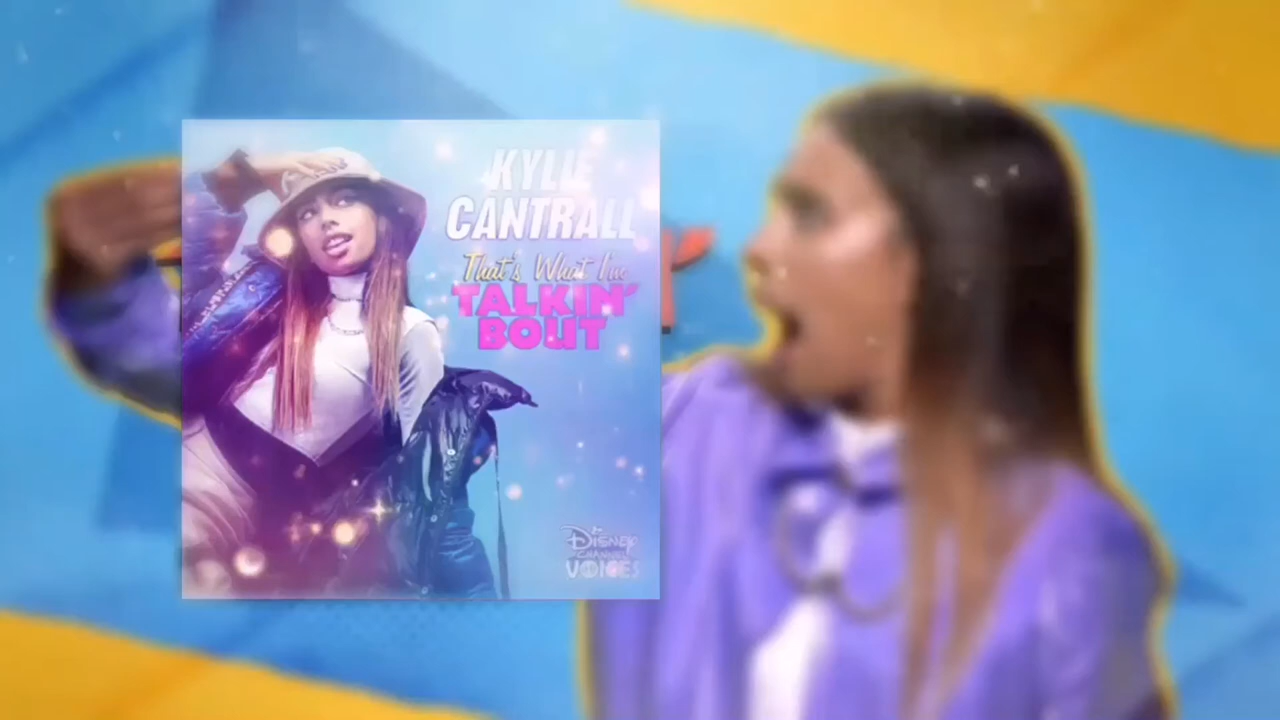 KYLIE
CANTRALL
That's What I'm
TALKIN'
BOUT
Disney
CHANNEL
VOICES